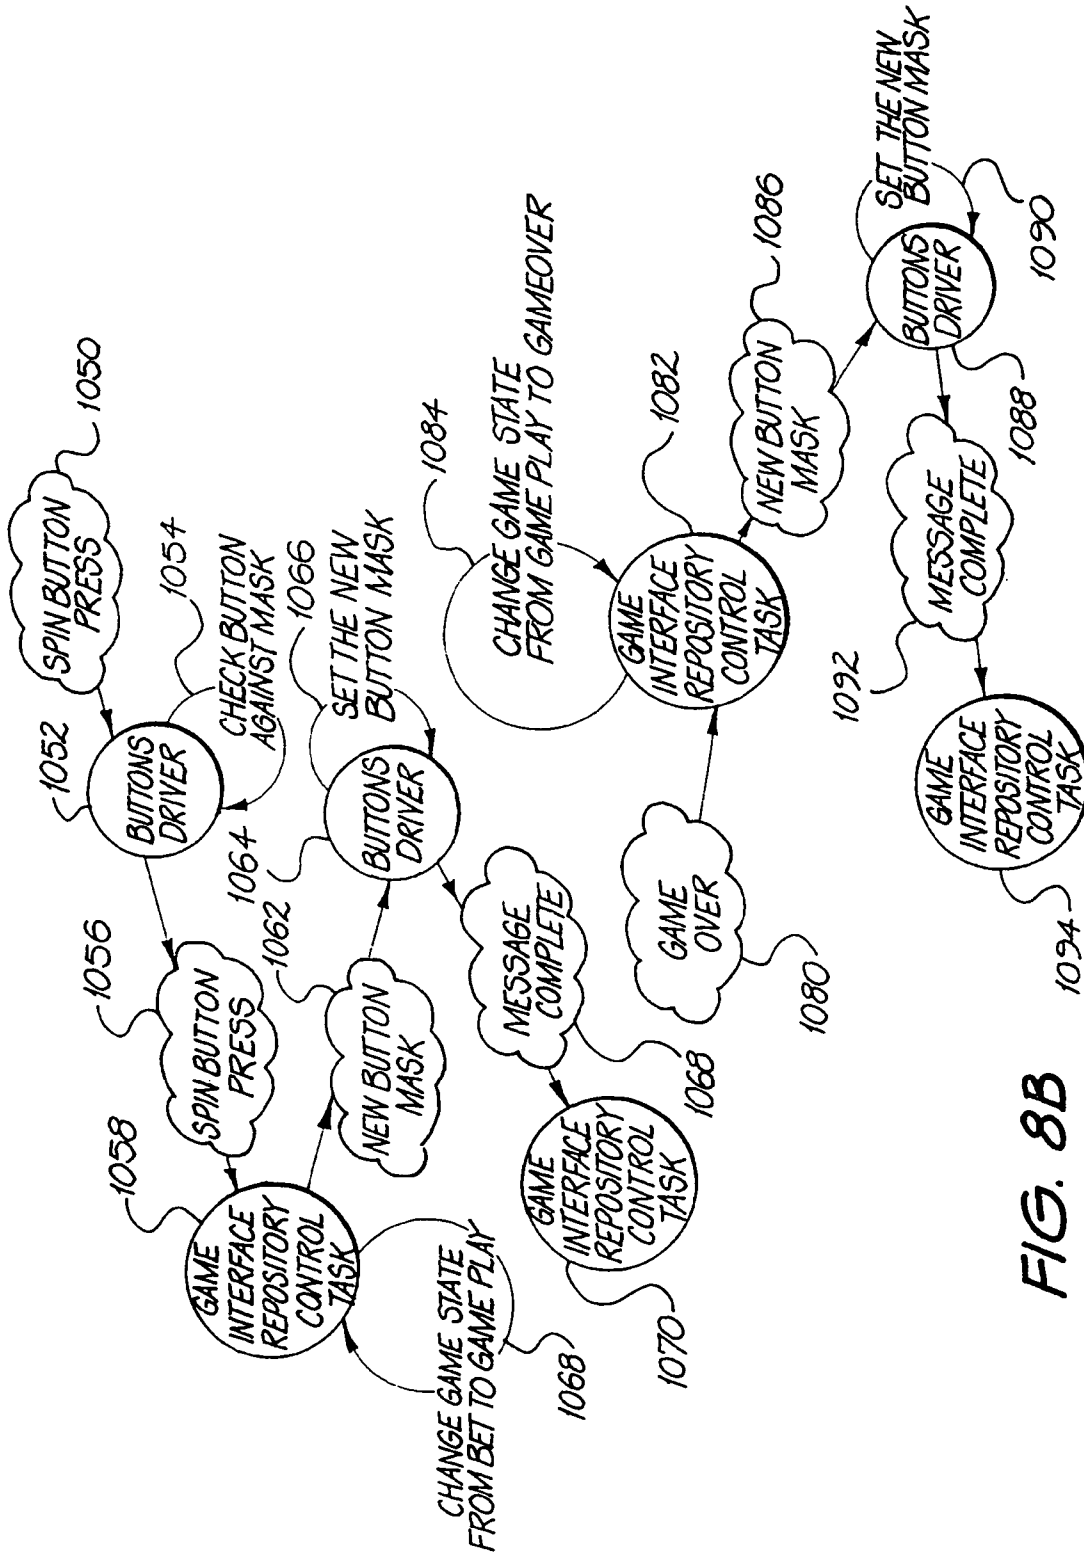 1050
SPIN BUTTON
PRESS
1052
BUTTONS
DRIVER
1054
CHECK BUTTON
AGAINST MASK
1056
SPIN BUTTON
PRESS
1058
GAME
INTERFACE
REPOSITORY
CONTROL
TASK
CHANGE GAME STATE
FROM BET TO GAME PLAY
1068
1062
NEW BUTTON
MASK
1064
BUTTONS
DRIVER
1066
SET THE NEW
BUTTON MASK
MESSAGE
COMPLETE
1068
GAME
INTERFACE
REPOSITORY
CONTROL
TASK
1070
1080
GAME
OVER
1084
CHANGE GAME STATE
FROM GAME PLAY TO GAMEOVER
GAME
INTERFACE
REPOSITORY
CONTROL
TASK
1082
NEW BUTTON
MASK
1086
BUTTONS
DRIVER
1088
SET THE NEW
BUTTON MASK
1090
MESSAGE
COMPLETE
1092
GAME
INTERFACE
REPOSITORY
CONTROL
TASK
1094
FIG. 8B